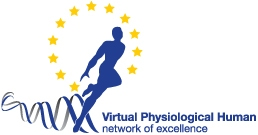 Virtual Physiological Human
network of excellence